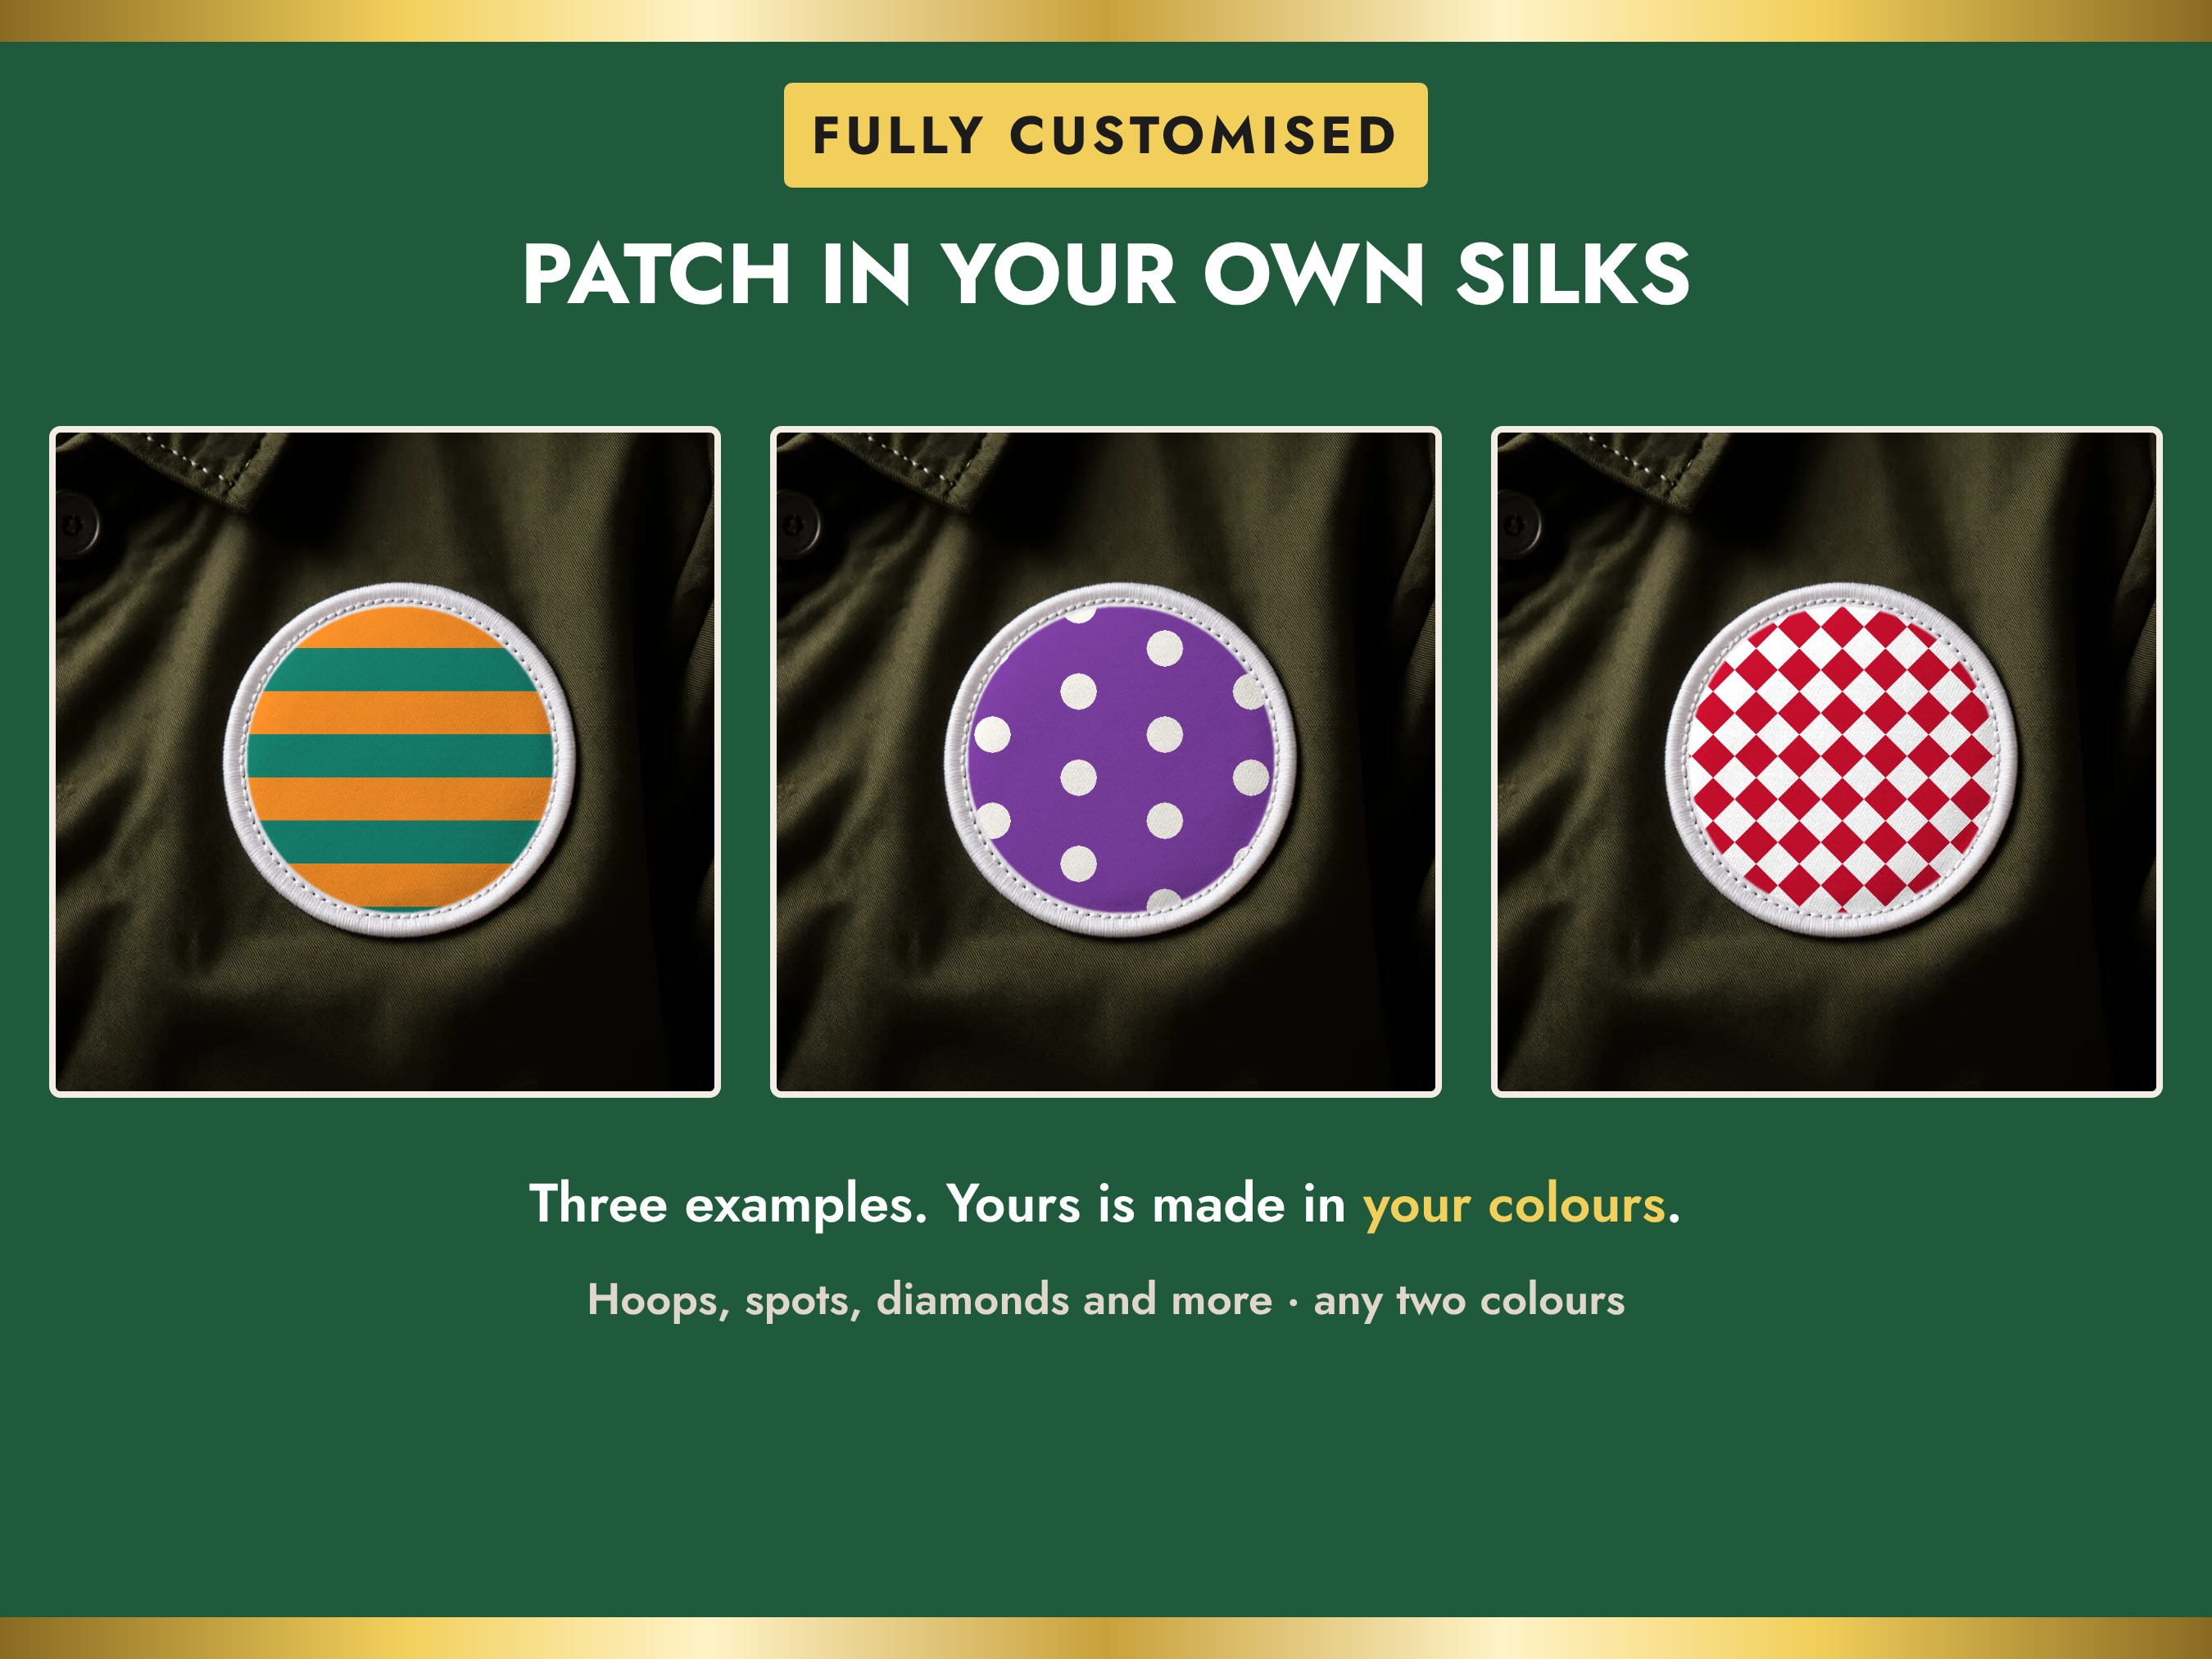 FULLY CUSTOMISED
PATCH IN YOUR OWN SILKS
Three examples. Yours is made in your colours.
Hoops, spots, diamonds and more · any two colours